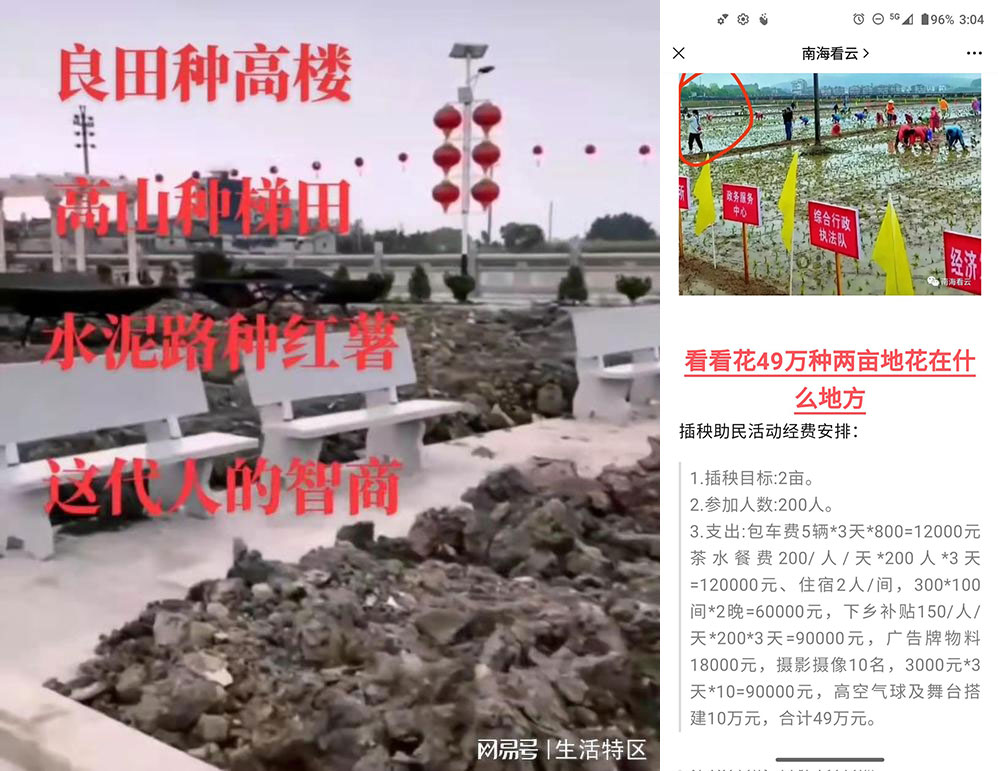 良田种高楼
高山种梯田
水泥路种红薯
这代人的智商
网易号 | 生活特区
5G
96% 3:04
南海看云
所
政务服务
中心
综合行政
执法队
经济
南海看云
看看花49万种两亩地花在什
么地方
插秧助民活动经费安排：
1.插秧目标:2亩。
2.参加人数:200人。
3.支出:包车费5辆*3天*800=12000元
茶水餐费200/人/天*200人*3天
=120000元、住宿2人/间，300*100
间*2晚=60000元，下乡补贴150/人/
天*200*3天=90000元，广告牌物料
18000元，摄影摄像10名，3000元*3
天*10=90000元，高空气球及舞台搭
建10万元，合计49万元。